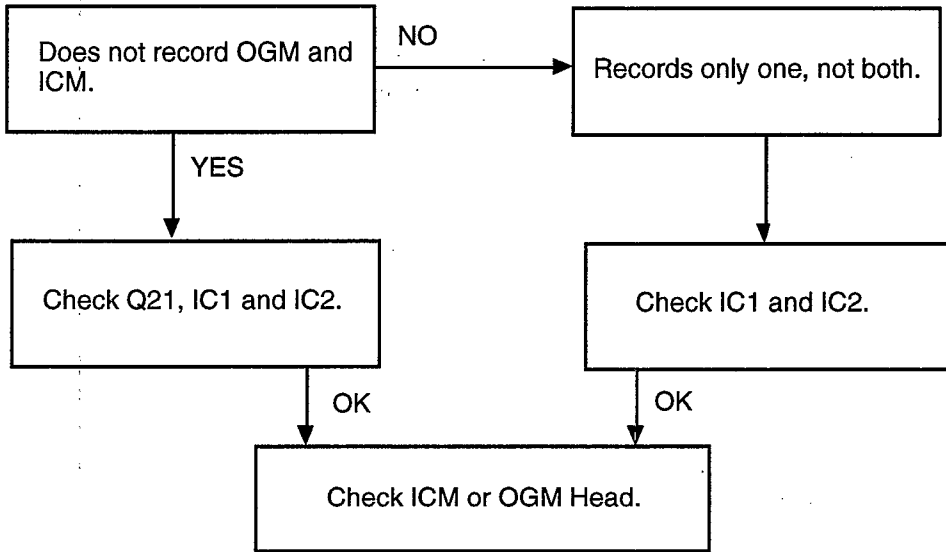 Does not record OGM and
ICM.
NO
Records only one, not both.
YES
Check Q21, IC1 and IC2.
Check IC1 and IC2.
OK
OK
Check ICM or OGM Head.